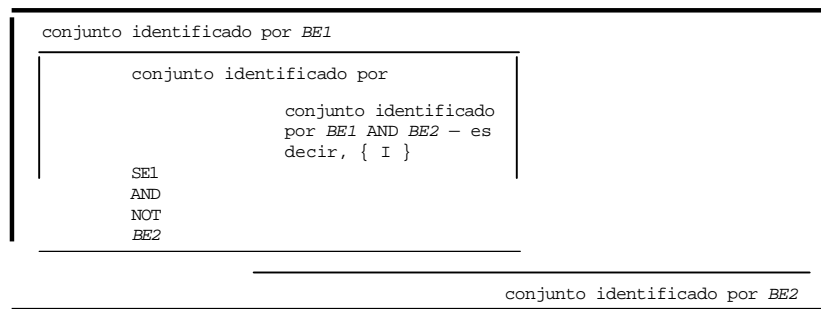 conjunto identificado por BE1
conjunto identificado por
conjunto identificado
por BE1 AND BE2 — es
decir, { I }
SE1
AND
NOT
BE2
conjunto identificado por BE2